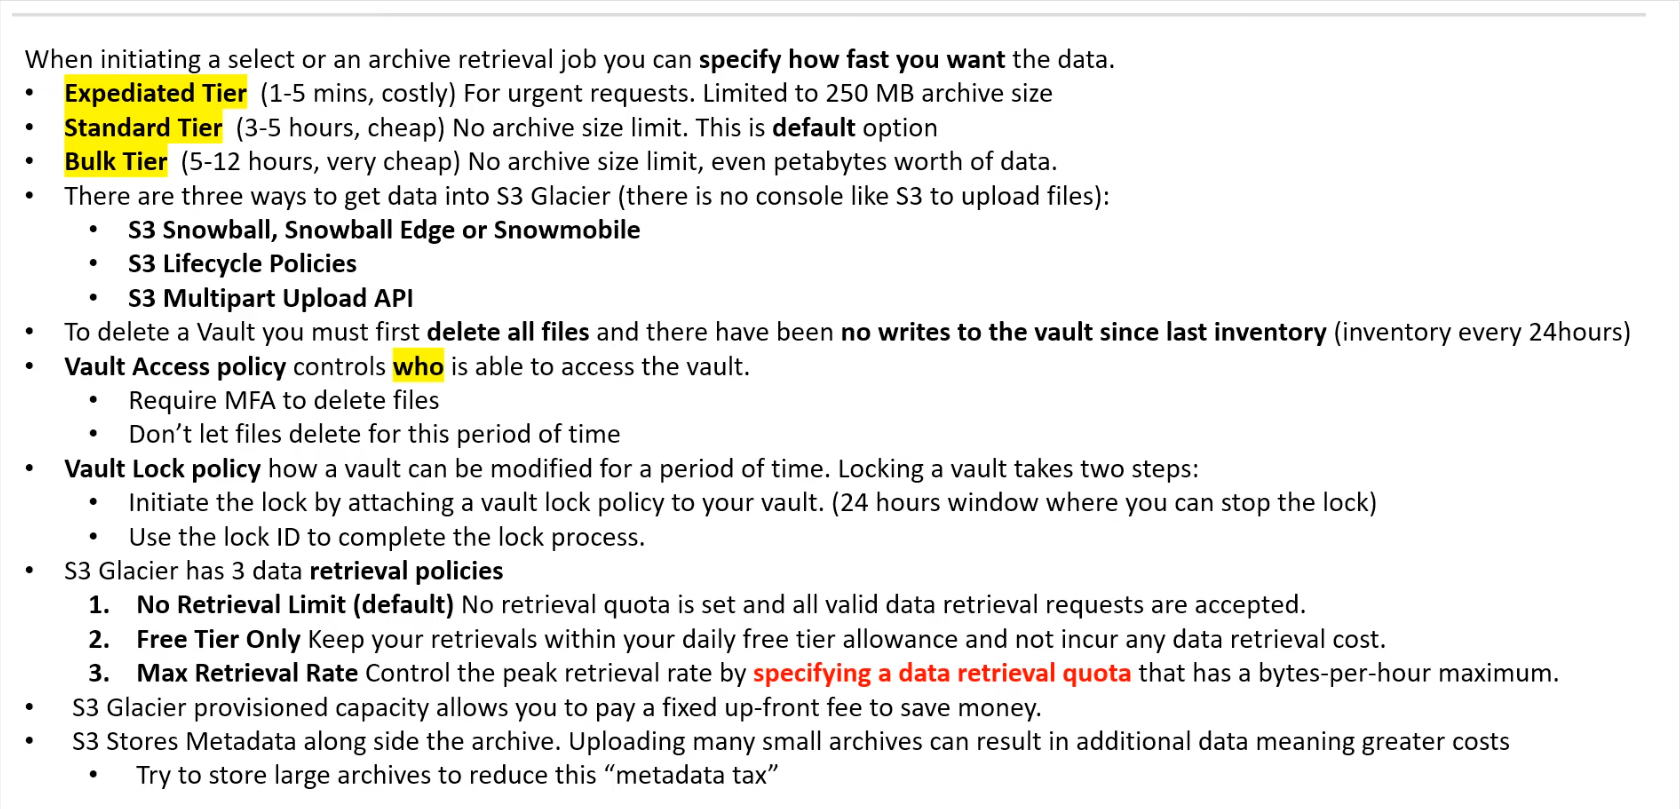 When initiating a select or an archive retrieval job you can specify how fast you want the data.
• Expediated Tier (1-5 mins, costly) For urgent requests. Limited to 250 MB archive size
• Standard Tier (3-5 hours, cheap) No archive size limit. This is default option
• Bulk Tier (5-12 hours, very cheap) No archive size limit, even petabytes worth of data.
• There are three ways to get data into S3 Glacier (there is no console like S3 to upload files):
• S3 Snowball, Snowball Edge or Snowmobile
• S3 Lifecycle Policies
• S3 Multipart Upload API
• To delete a Vault you must first delete all files and there have been no writes to the vault since last inventory (inventory every 24hours)
• Vault Access policy controls who is able to access the vault.
• Require MFA to delete files
• Don’t let files delete for this period of time
• Vault Lock policy how a vault can be modified for a period of time. Locking a vault takes two steps:
• Initiate the lock by attaching a vault lock policy to your vault. (24 hours window where you can stop the lock)
• Use the lock ID to complete the lock process.
• S3 Glacier has 3 data retrieval policies
1. No Retrieval Limit (default) No retrieval quota is set and all valid data retrieval requests are accepted.
2. Free Tier Only Keep your retrievals within your daily free tier allowance and not incur any data retrieval cost.
3. Max Retrieval Rate Control the peak retrieval rate by specifying a data retrieval quota that has a bytes-per-hour maximum.
• S3 Glacier provisioned capacity allows you to pay a fixed up-front fee to save money.
• S3 Stores Metadata along side the archive. Uploading many small archives can result in additional data meaning greater costs
• Try to store large archives to reduce this “metadata tax”